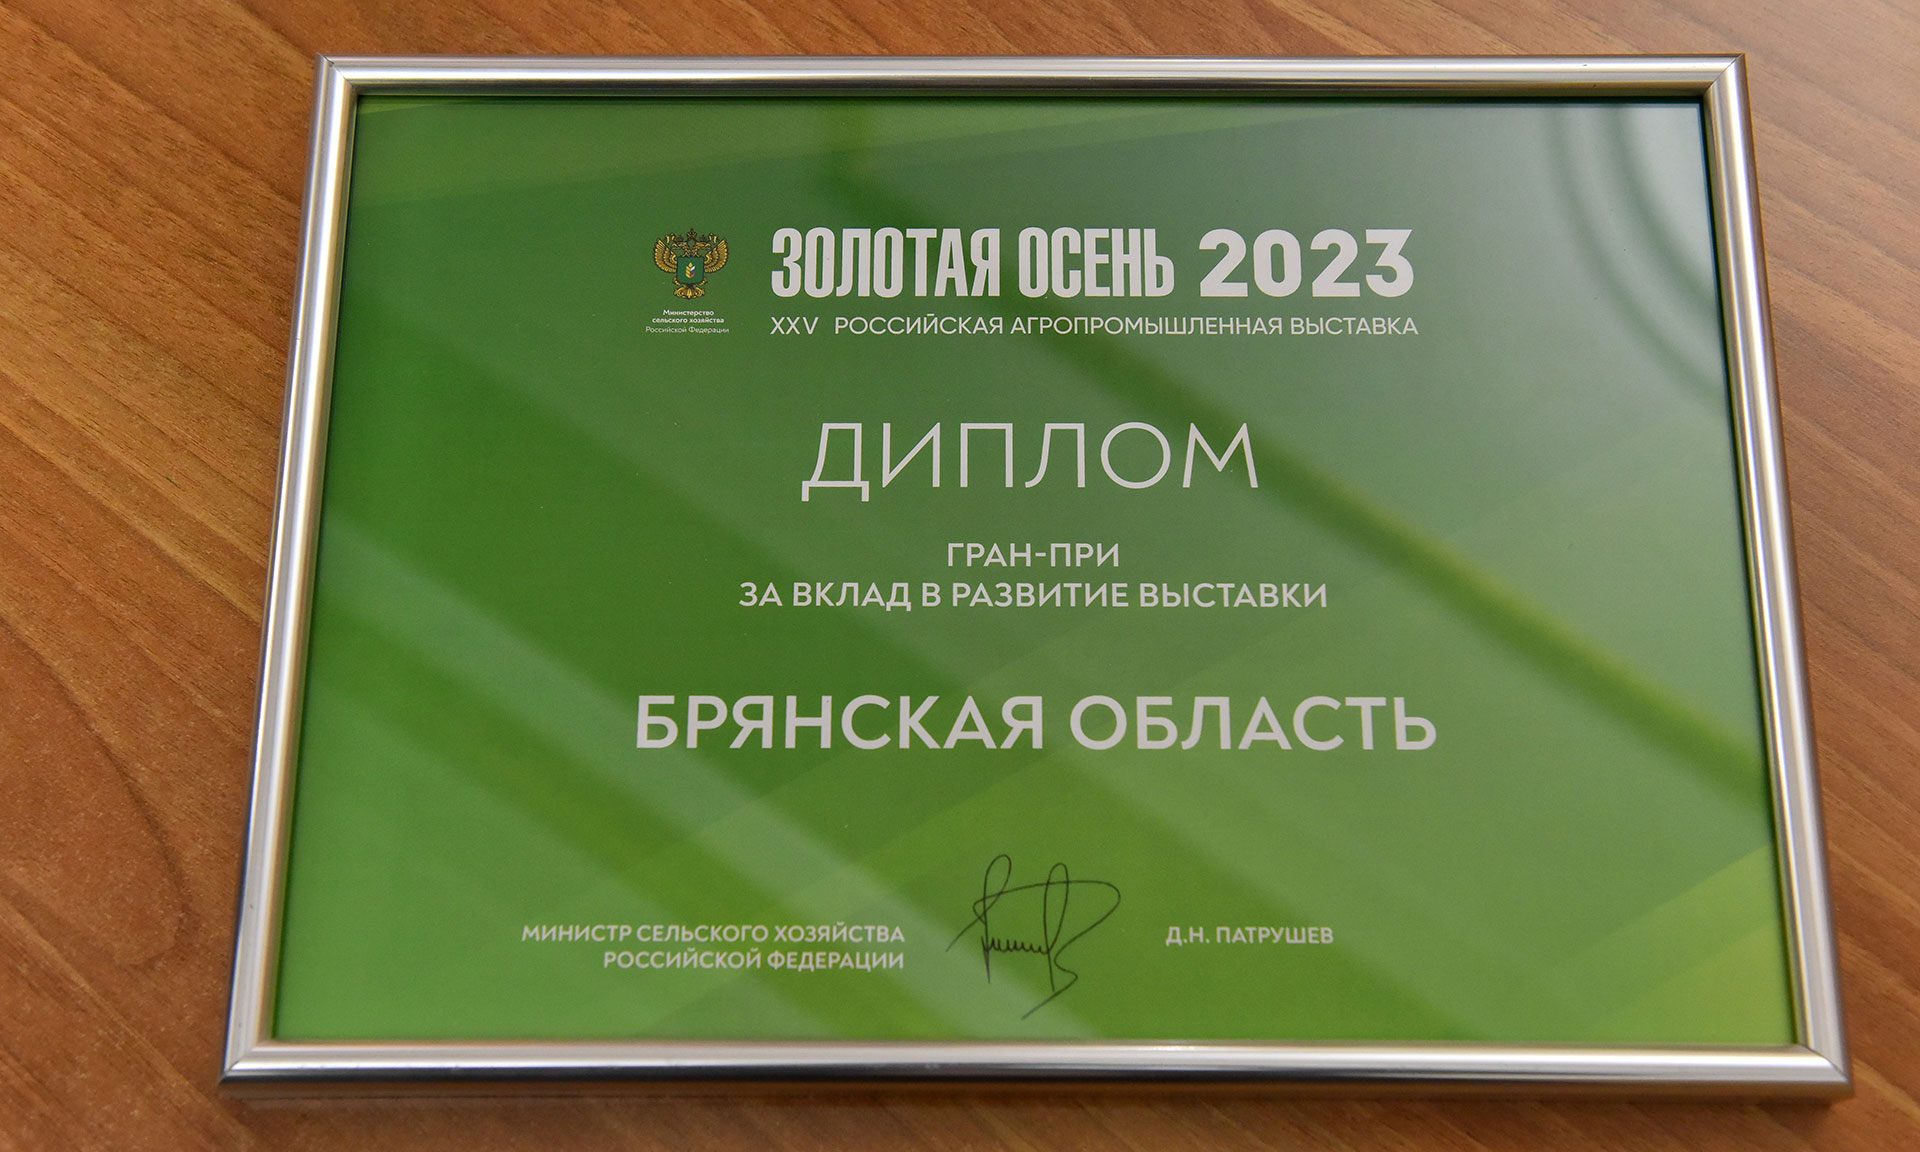 ЗОЛОТАЯ ОСЕНЬ 2023
XXV РОССИЙСКАЯ АГРОПРОМЫШЛЕННАЯ ВЫСТАВКА
Министерство
сельского хозяйства
Российской Федерации
ДИПЛОМ
ГРАН-ПРИ
ЗА ВКЛАД В РАЗВИТИЕ ВЫСТАВКИ
БРЯНСКАЯ ОБЛАСТЬ
МИНИСТР СЕЛЬСКОГО ХОЗЯЙСТВА
РОССИЙСКОЙ ФЕДЕРАЦИИ
Д.Н. ПАТРУШЕВ